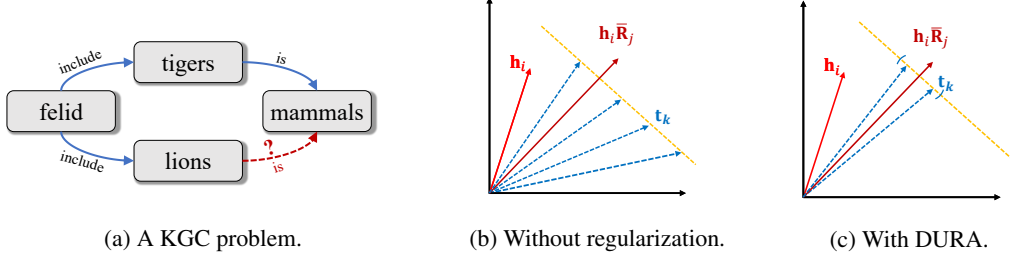 include
tigers
is
felid
mammals
include
lions
?
is
(a) A KGC problem.
h_i
h_i R̄_j
t_k
(b) Without regularization.
h_i
h_i R̄_j
t_k
(c) With DURA.